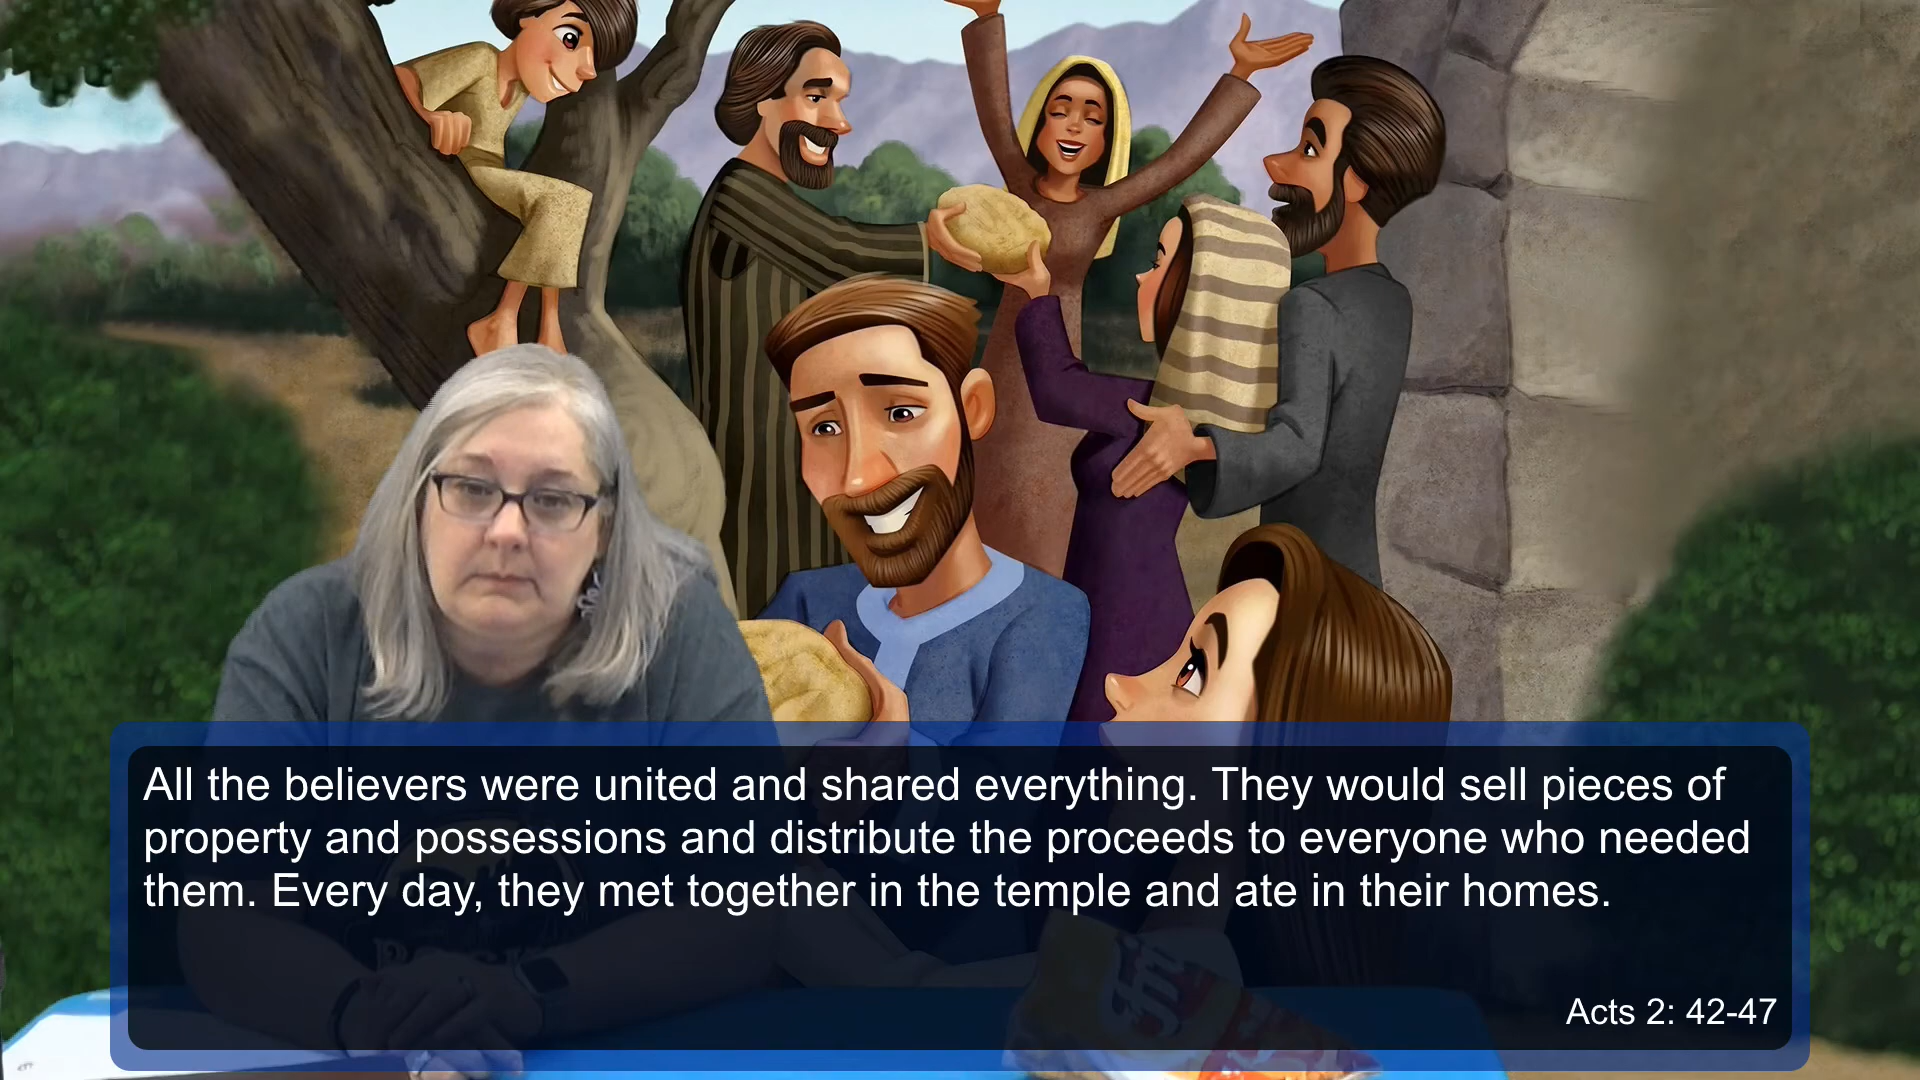 All the believers were united and shared everything. They would sell pieces of
property and possessions and distribute the proceeds to everyone who needed
them. Every day, they met together in the temple and ate in their homes.
Acts 2: 42-47